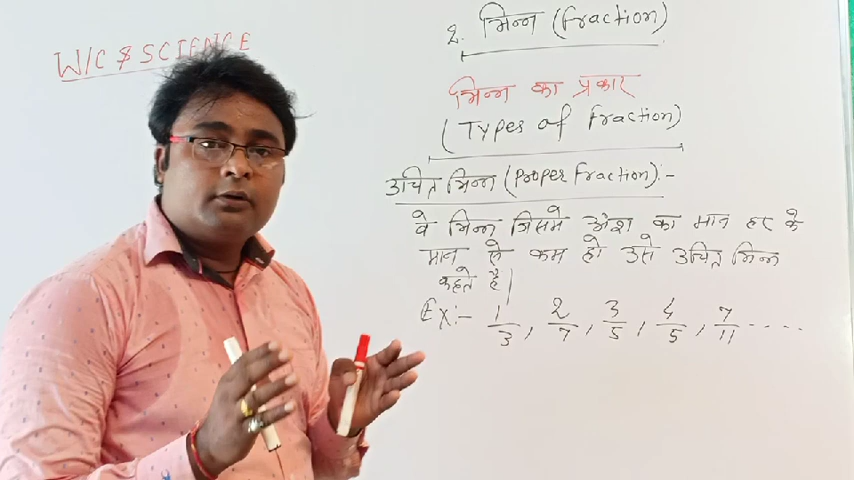 W/C $ SCIENCE
2. भिन्न (Fraction)
भिन्न का प्रकार
(Types of Fraction)
उचित भिन्न (Proper Fraction):-
वे भिन्न जिसमे अंश का मान हर के
मान से कम हो उसे उचित भिन्न
कहते है|
Ex:- 1/3, 2/7, 3/5, 4/5, 7/11 ....